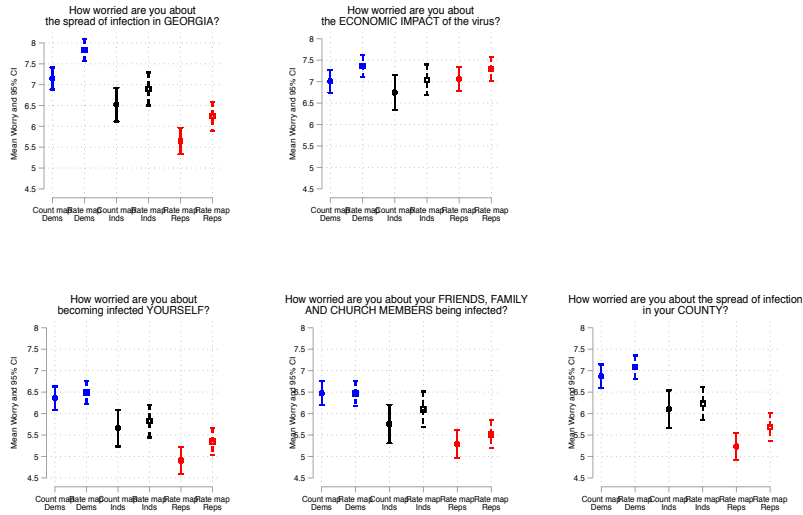 How worried are you about
the spread of infection in GEORGIA?
Mean Worry and 95% CI
8
7.5
7
6.5
6
5.5
5
4.5
Count map Rate map Count map Rate map Rate map Rate map
Dems Dems Inds Inds Reps Reps
How worried are you about
the ECONOMIC IMPACT of the virus?
Mean Worry and 95% CI
8
7.5
7
6.5
6
5.5
5
4.5
Count map Rate map Count map Rate map Rate map Rate map
Dems Dems Inds Inds Reps Reps
How worried are you about
becoming infected YOURSELF?
Mean Worry and 95% CI
8
7.5
7
6.5
6
5.5
5
4.5
Count map Rate map Count map Rate map Rate map Rate map
Dems Dems Inds Inds Reps Reps
How worried are you about your FRIENDS, FAMILY
AND CHURCH MEMBERS being infected?
Mean Worry and 95% CI
8
7.5
7
6.5
6
5.5
5
4.5
Count map Rate map Count map Rate map Rate map Rate map
Dems Dems Inds Inds Reps Reps
How worried are you about the spread of infection
in your COUNTY?
Mean Worry and 95% CI
8
7.5
7
6.5
6
5.5
5
4.5
Count map Rate map Count map Rate map Rate map Rate map
Dems Dems Inds Inds Reps Reps